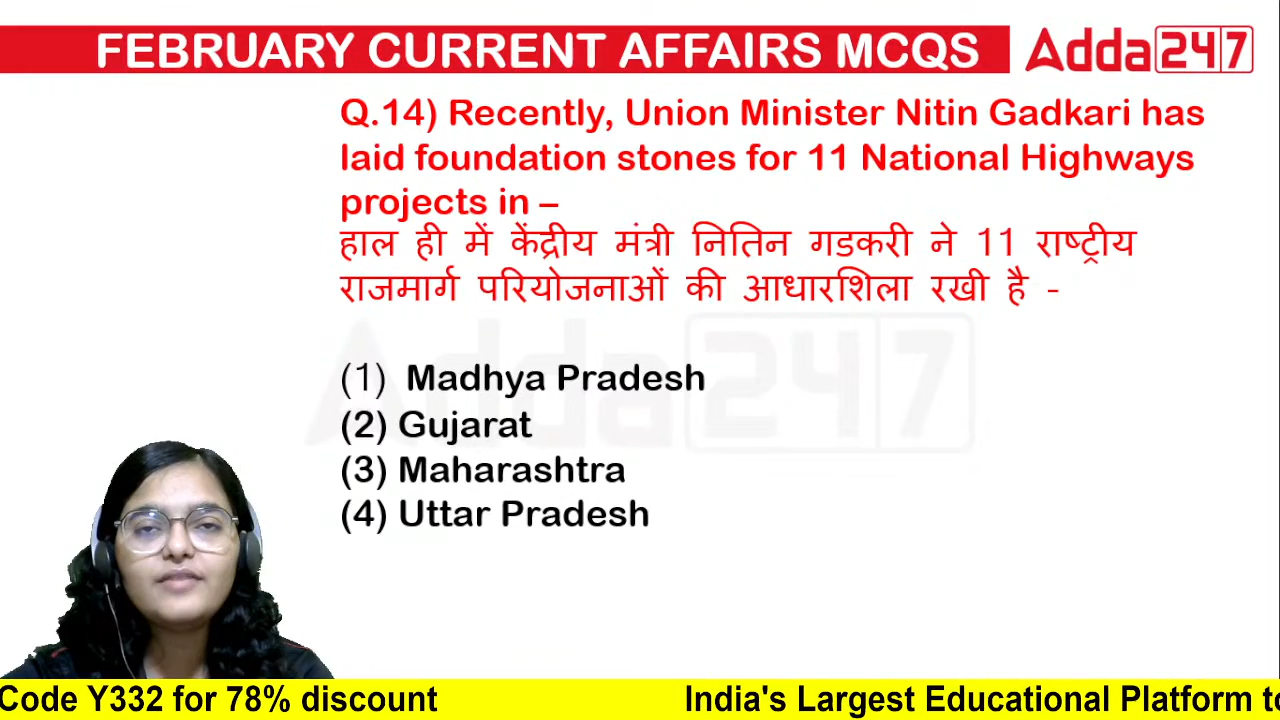 FEBRUARY CURRENT AFFAIRS MCQS
Adda247
Q.14) Recently, Union Minister Nitin Gadkari has
laid foundation stones for 11 National Highways
projects in –
हाल ही में केंद्रीय मंत्री नितिन गडकरी ने 11 राष्ट्रीय
राजमार्ग परियोजनाओं की आधारशिला रखी है -
Adda247
(1) Madhya Pradesh
(2) Gujarat
(3) Maharashtra
(4) Uttar Pradesh
Code Y332 for 78% discount
India's Largest Educational Platform to